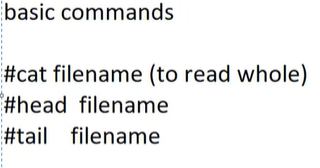 basic commands
#cat filename (to read whole)
#head filename
#tail filename